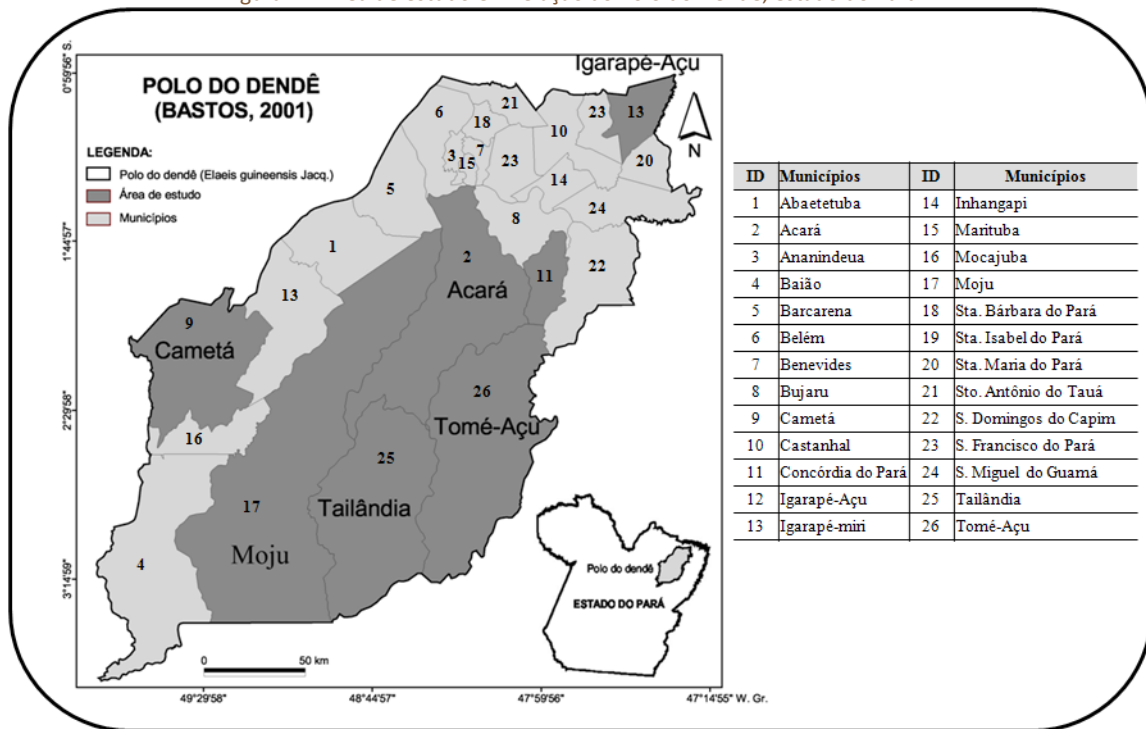 Igarapé-Açu
POLO DO DENDÊ
(BASTOS, 2001)
LEGENDA:
Polo do dendê (Elaeis guineensis Jacq.)
Área de estudo
Municípios
N
0°59'56" S.
1°44'57"
2°29'58"
3°14'59"
6
21
18
3
7
15
23
10
23
13
20
14
5
8
24
1
2
Acará
11
22
13
9
Cametá
26
Tomé-Açu
16
25
Tailândia
17
Moju
4
Polo do dendê
ESTADO DO PARÁ
0 50 km
49°29'58" 48°44'57" 47°59'56" 47°14'55" W. Gr.
ID Municípios ID Municípios
1 Abaetetuba 14 Inhangapi
2 Acará 15 Marituba
3 Ananindeua 16 Mocajuba
4 Baião 17 Moju
5 Barcarena 18 Sta. Bárbara do Pará
6 Belém 19 Sta. Isabel do Pará
7 Benevides 20 Sta. Maria do Pará
8 Bujaru 21 Sto. Antônio do Tauá
9 Cametá 22 S. Domingos do Capim
10 Castanhal 23 S. Francisco do Pará
11 Concórdia do Pará 24 S. Miguel do Guamá
12 Igarapé-Açu 25 Tailândia
13 Igarapé-miri 26 Tomé-Açu